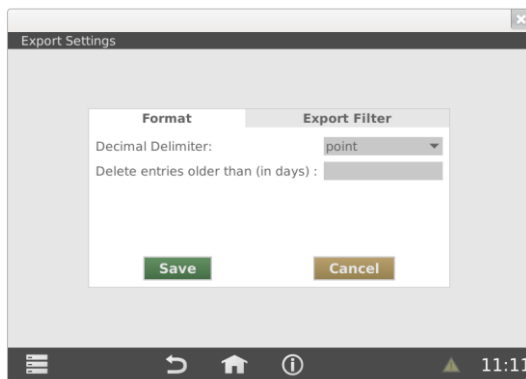 Export Settings
Format Export Filter
Decimal Delimiter: point
Delete entries older than (in days) :
Save Cancel
11:11